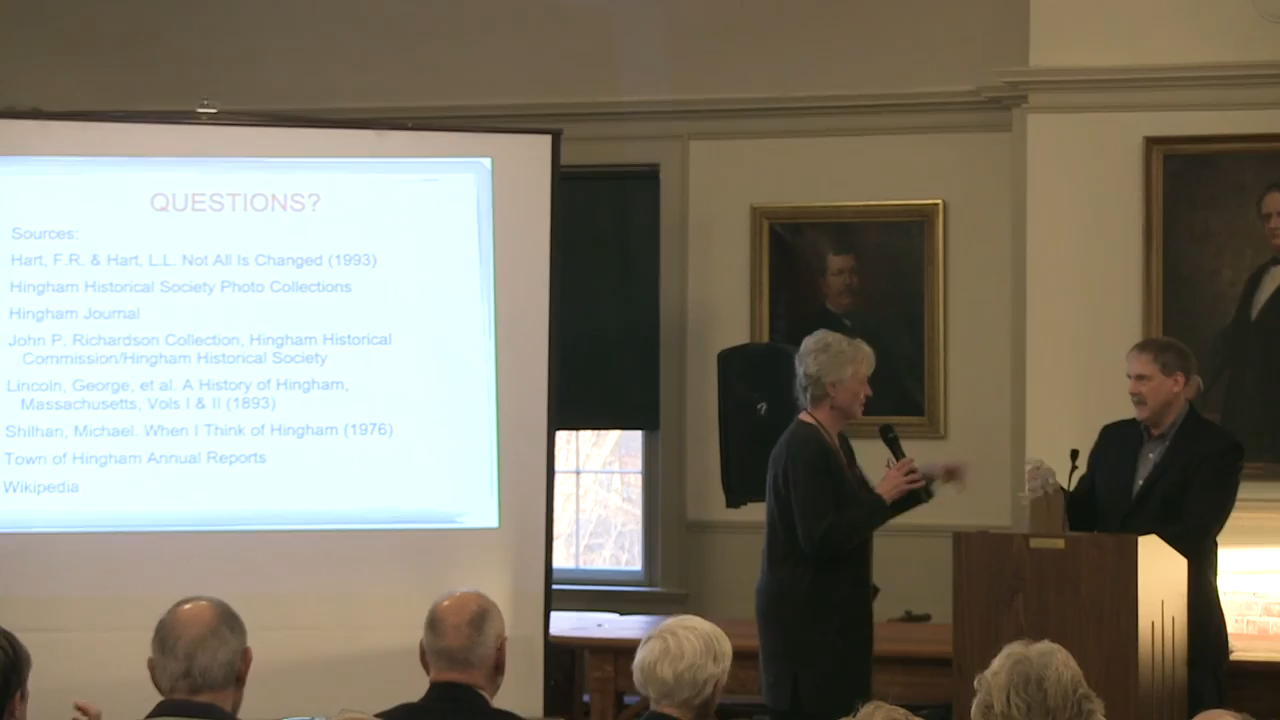 QUESTIONS?
Sources:
Hart, F.R. & Hart, L.L. Not All Is Changed (1993)
Hingham Historical Society Photo Collections
Hingham Journal
John P. Richardson Collection, Hingham Historical
Commission/Hingham Historical Society
Lincoln, George, et al. A History of Hingham,
Massachusetts, Vols I & II (1893)
Shilhan, Michael. When I Think of Hingham (1976)
Town of Hingham Annual Reports
Wikipedia